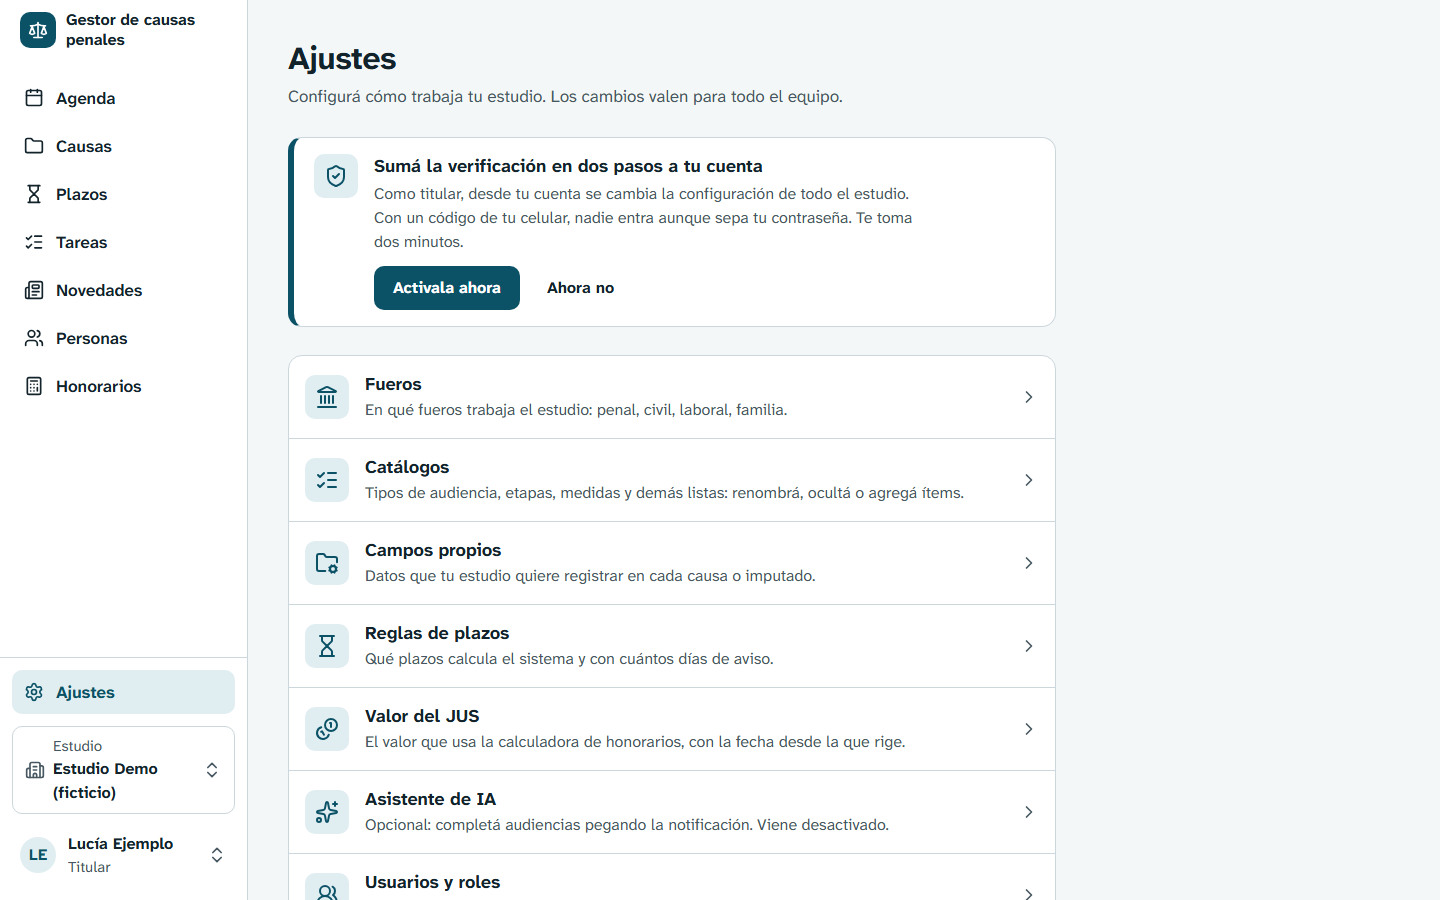 Gestor de causas
penales
Agenda
Causas
Plazos
Tareas
Novedades
Personas
Honorarios
Ajustes
Estudio
Estudio Demo
(ficticio)
LE
Lucía Ejemplo
Titular
Ajustes
Configurá cómo trabaja tu estudio. Los cambios valen para todo el equipo.
Sumá la verificación en dos pasos a tu cuenta
Como titular, desde tu cuenta se cambia la configuración de todo el estudio.
Con un código de tu celular, nadie entra aunque sepa tu contraseña. Te toma
dos minutos.
Activala ahora
Ahora no
Fueros
En qué fueros trabaja el estudio: penal, civil, laboral, familia.
Catálogos
Tipos de audiencia, etapas, medidas y demás listas: renombrá, ocultá o agregá ítems.
Campos propios
Datos que tu estudio quiere registrar en cada causa o imputado.
Reglas de plazos
Qué plazos calcula el sistema y con cuántos días de aviso.
Valor del JUS
El valor que usa la calculadora de honorarios, con la fecha desde la que rige.
Asistente de IA
Opcional: completá audiencias pegando la notificación. Viene desactivado.
Usuarios y roles